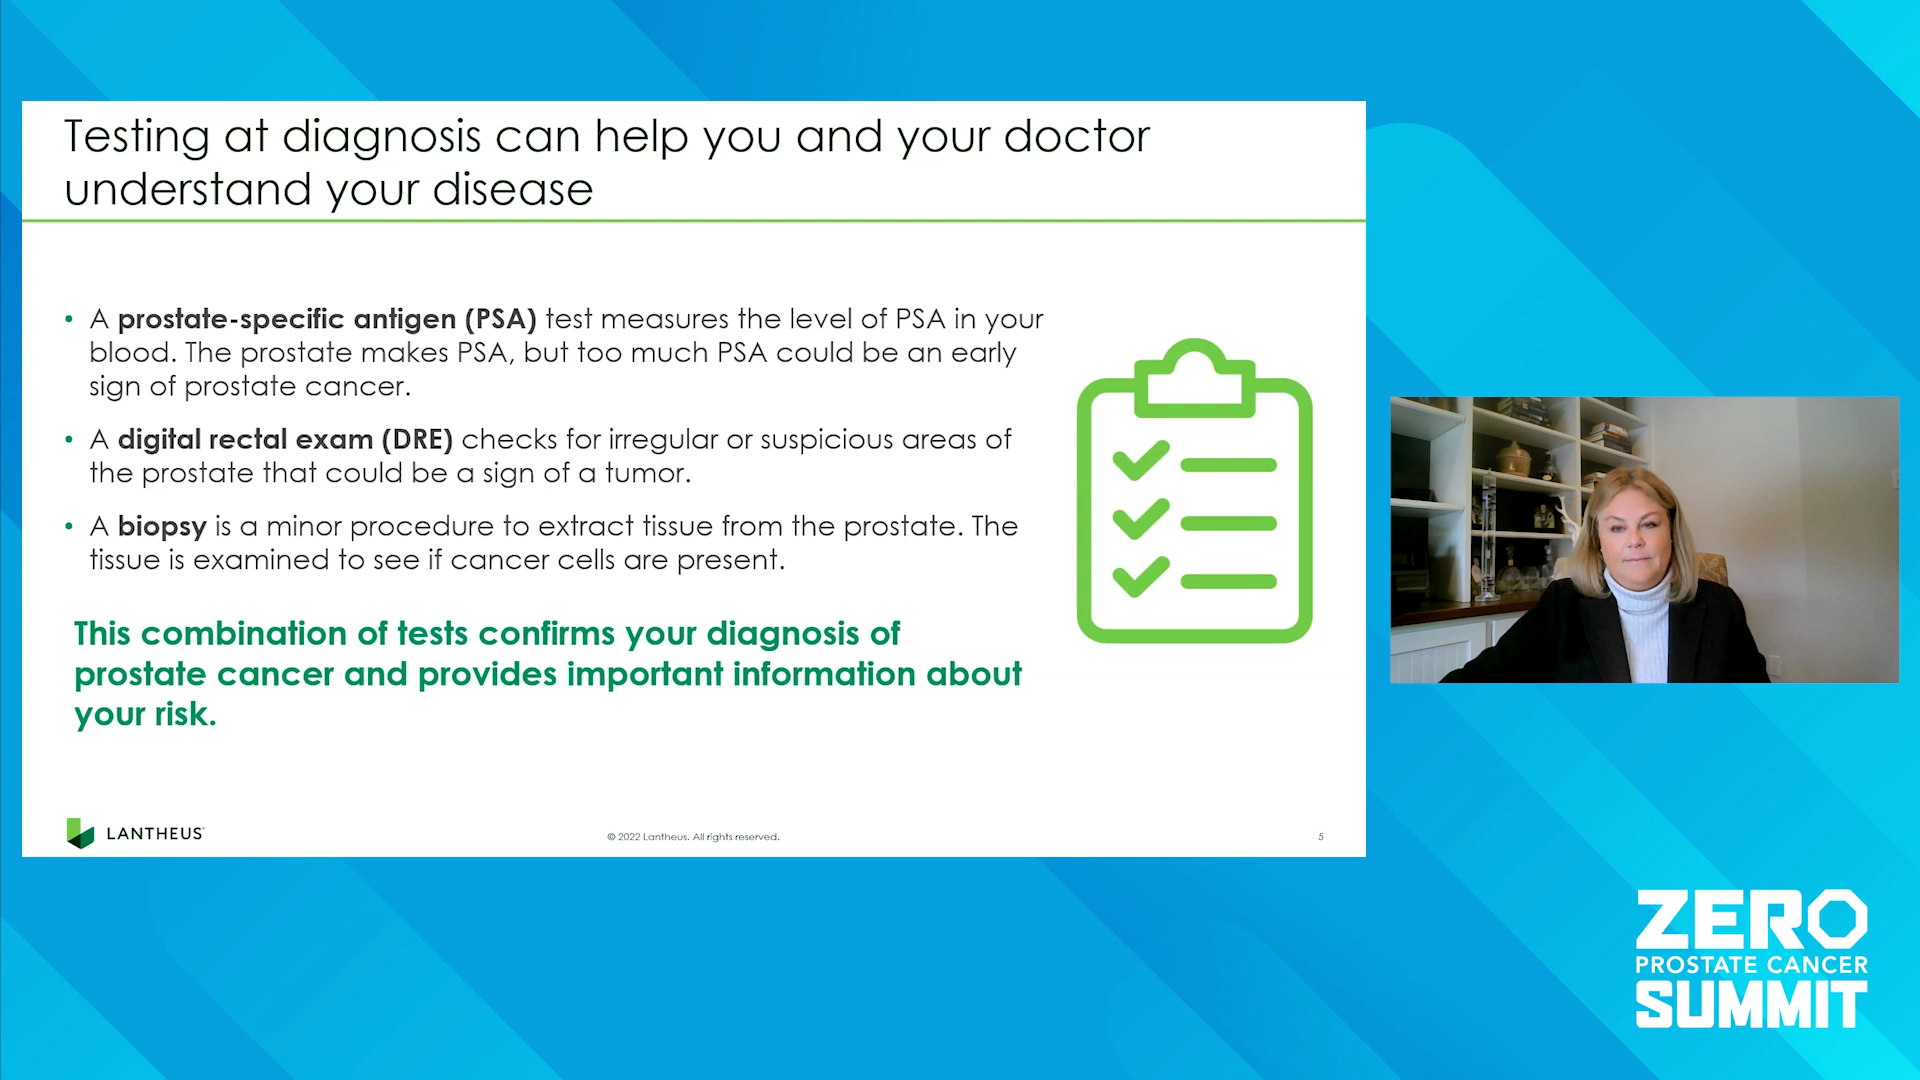 Testing at diagnosis can help you and your doctor
understand your disease
• A prostate-specific antigen (PSA) test measures the level of PSA in your
blood. The prostate makes PSA, but too much PSA could be an early
sign of prostate cancer.
• A digital rectal exam (DRE) checks for irregular or suspicious areas of
the prostate that could be a sign of a tumor.
• A biopsy is a minor procedure to extract tissue from the prostate. The
tissue is examined to see if cancer cells are present.
This combination of tests confirms your diagnosis of
prostate cancer and provides important information about
your risk.
LANTHEUS
© 2022 Lantheus. All rights reserved.
5
ZERO
PROSTATE CANCER
SUMMIT